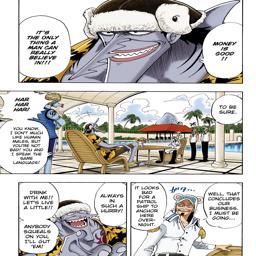 MONEY
IS
GOOD
!!
IT'S
THE ONLY
THING A
MAN CAN
REALLY
BELIEVE
IN!!!
TO BE
SURE.
HAR
HAR
HAR!
YOU KNOW,
I DON'T MUCH
LIKE HUMAN
MALES, BUT
YOU'RE NOT
BAD! YOU AND
I SPEAK THE
SAME
LANGUAGE!
WELL, THAT
CONCLUDES
OUR
BUSINESS.
I MUST BE
GOING...
IT LOOKS
BAD FOR
A PATROL
SHIP TO
ANCHOR
HERE
OVER-
NIGHT.
ALWAYS
IN SUCH A
HURRY!
DRINK
WITH ME!!
LET'S LIVE
A LITTLE!!
ANYBODY
SQUEALS
ON YOU,
I'LL GUT
'EM!